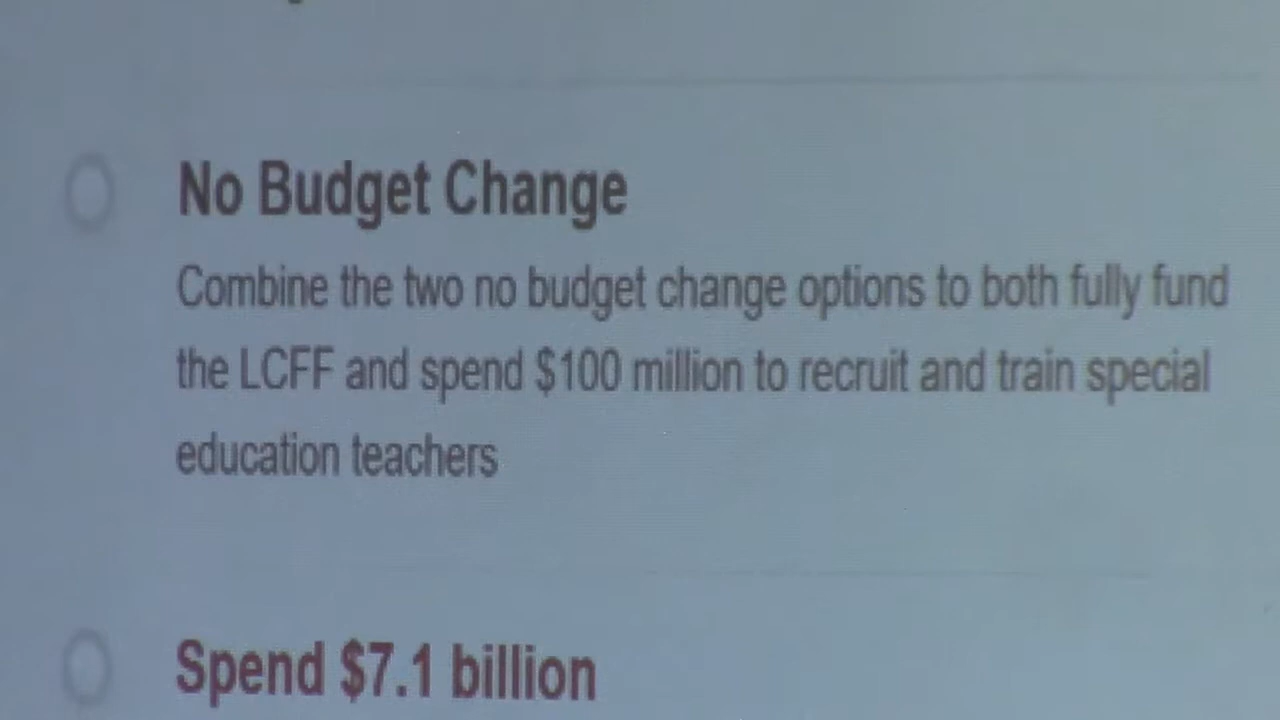 No Budget Change
Combine the two no budget change options to both fully fund
the LCFF and spend $100 million to recruit and train special
education teachers
Spend $7.1 billion